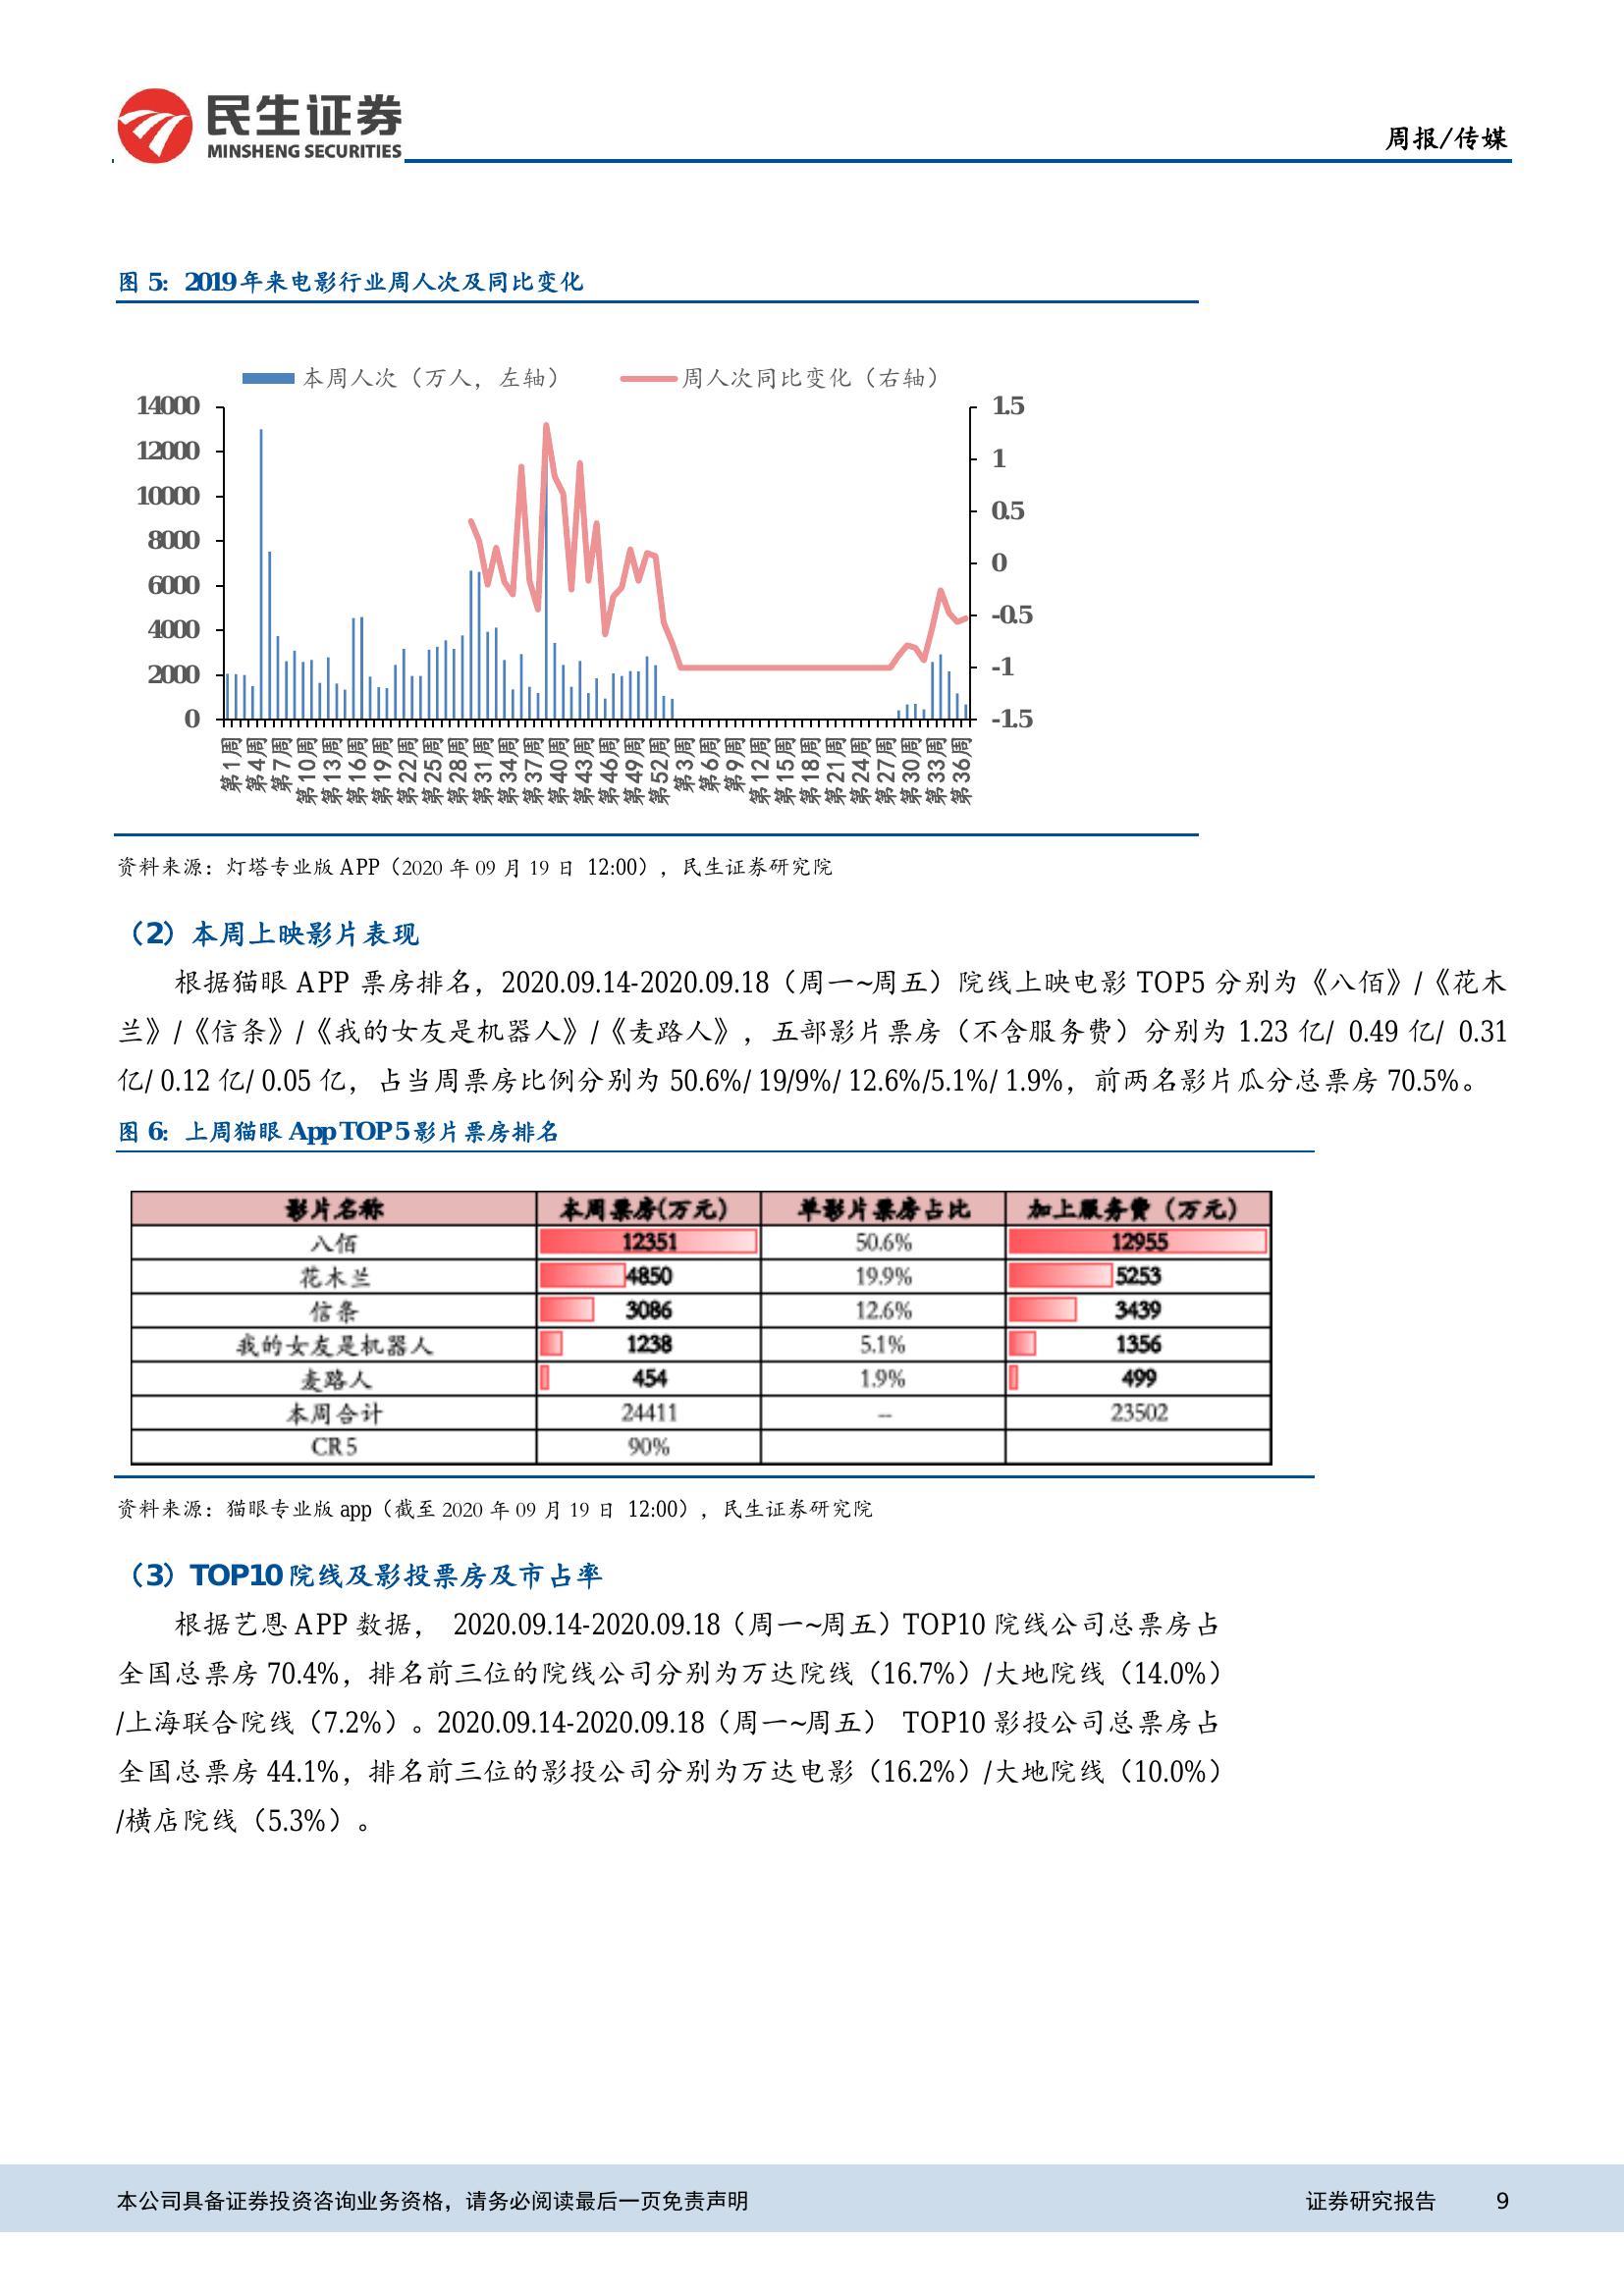 民生证券
MINSHENG SECURITIES
周报/传媒
图 5：2019年来电影行业周人次及同比变化
本周人次（万人，左轴） 周人次同比变化（右轴）
14000
12000
10000
8000
6000
4000
2000
0
1.5
1
0.5
0
-0.5
-1
-1.5
第1周 第4周 第7周 第10周 第13周 第16周 第19周 第22周 第25周 第28周 第31周 第34周 第37周 第40周 第43周 第46周 第49周 第52周 第3周 第6周 第9周 第12周 第15周 第18周 第21周 第24周 第27周 第30周 第33周 第36周
资料来源：灯塔专业版 APP（2020 年 09 月 19 日 12:00），民生证券研究院
（2）本周上映影片表现
根据猫眼 APP 票房排名，2020.09.14-2020.09.18（周一~周五）院线上映电影 TOP5 分别为《八佰》/《花木
兰》/《信条》/《我的女友是机器人》/《麦路人》，五部影片票房（不含服务费）分别为 1.23 亿/ 0.49 亿/ 0.31
亿/ 0.12 亿/ 0.05 亿，占当周票房比例分别为 50.6%/ 19/9%/ 12.6%/5.1%/ 1.9%，前两名影片瓜分总票房 70.5%。
图 6：上周猫眼 App TOP 5 影片票房排名
影片名称 本周票房(万元) 单影片票房占比 加上服务费（万元）
八佰 12351 50.6% 12955
花木兰 4850 19.9% 5253
信条 3086 12.6% 3439
我的女友是机器人 1238 5.1% 1356
麦路人 454 1.9% 499
本周合计 24411 -- 23502
CR5 90%
资料来源：猫眼专业版 app（截至 2020 年 09 月 19 日 12:00），民生证券研究院
（3）TOP10 院线及影投票房及市占率
根据艺恩 APP 数据， 2020.09.14-2020.09.18（周一~周五）TOP10 院线公司总票房占
全国总票房 70.4%，排名前三位的院线公司分别为万达院线（16.7%）/大地院线（14.0%）
/上海联合院线（7.2%）。2020.09.14-2020.09.18（周一~周五） TOP10 影投公司总票房占
全国总票房 44.1%，排名前三位的影投公司分别为万达电影（16.2%）/大地院线（10.0%）
/横店院线（5.3%）。
本公司具备证券投资咨询业务资格，请务必阅读最后一页免责声明 证券研究报告 9